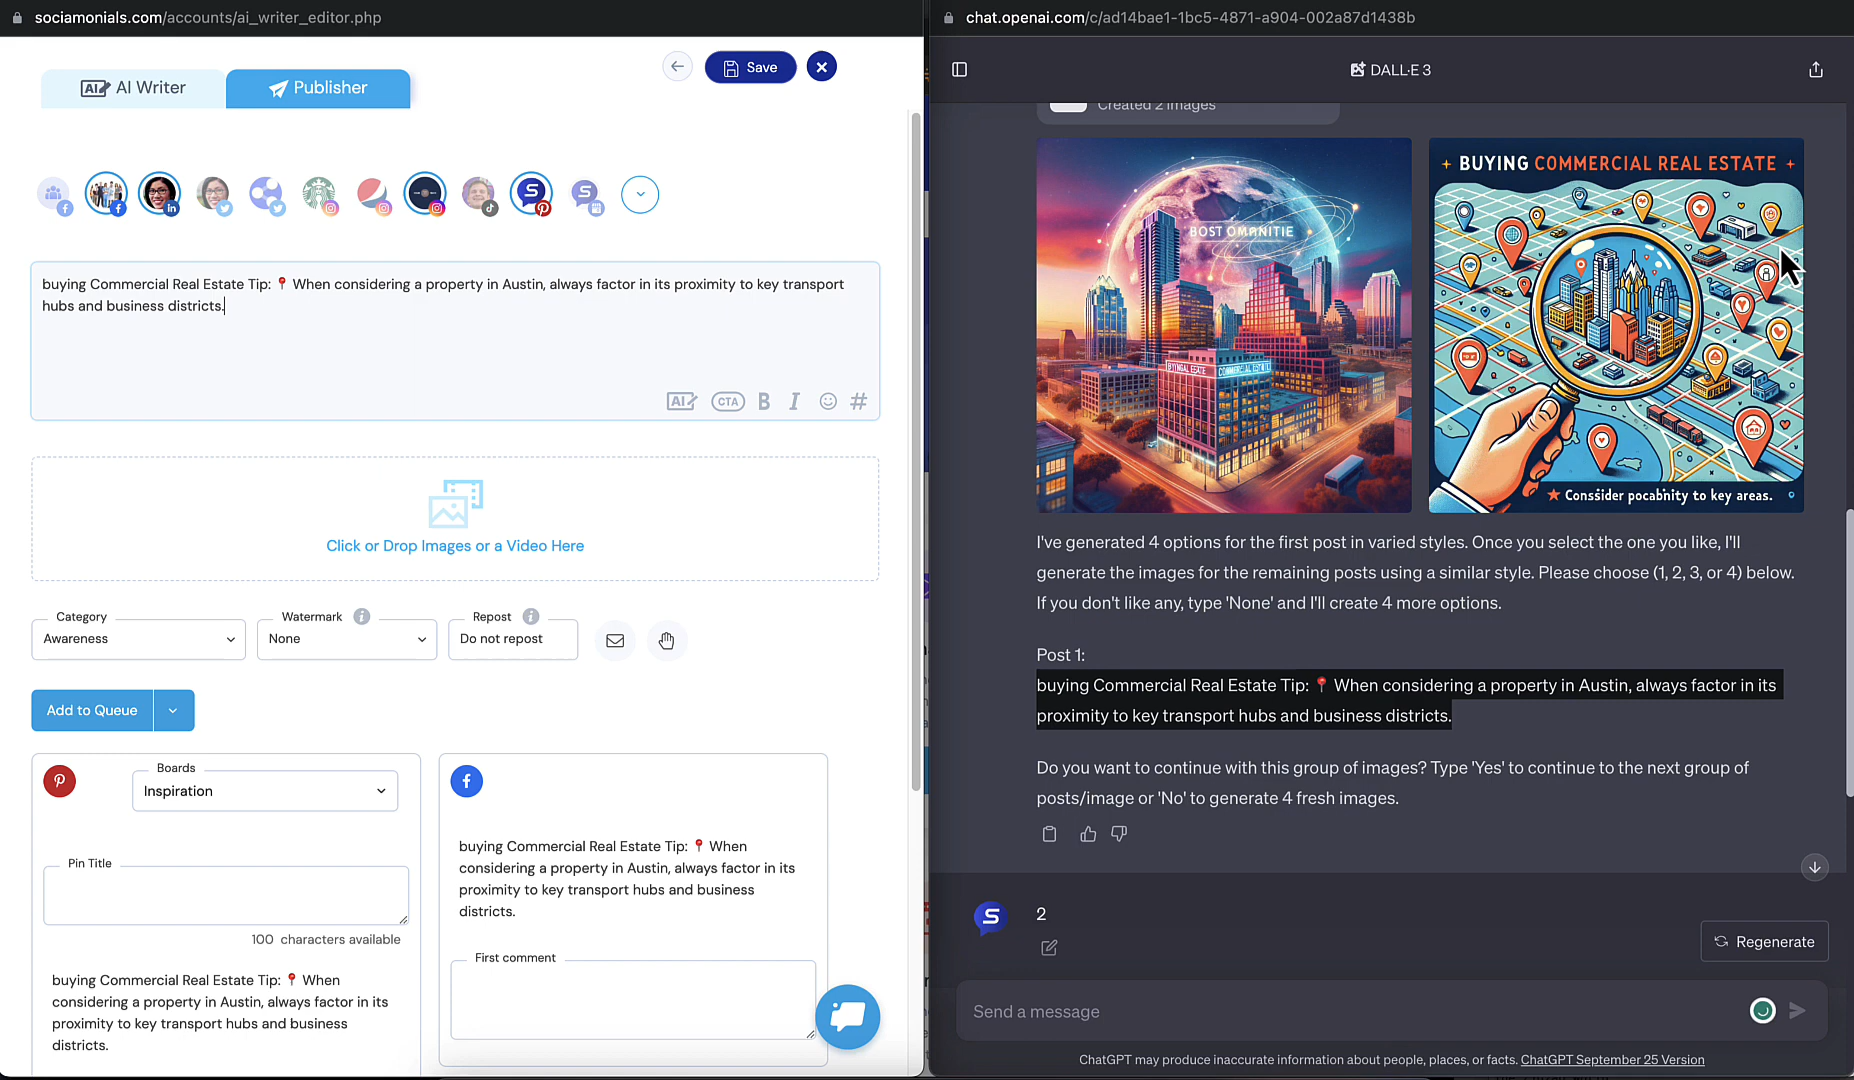 sociamonials.com/accounts/ai_writer_editor.php
AI Writer
Publisher
Save
buying Commercial Real Estate Tip: 📍 When considering a property in Austin, always factor in its proximity to key transport
hubs and business districts.
AI
CTA
B
I
#
Click or Drop Images or a Video Here
Category
Awareness
Watermark
None
Repost
Do not repost
Add to Queue
Boards
Inspiration
Pin Title
100 characters available
buying Commercial Real Estate Tip: 📍 When
considering a property in Austin, always factor in its
proximity to key transport hubs and business
districts.
buying Commercial Real Estate Tip: 📍 When
considering a property in Austin, always factor in its
proximity to key transport hubs and business
districts.
First comment
chat.openai.com/c/ad14bae1-1bc5-4871-a904-002a87d1438b
DALL·E 3
Created 2 images
BOST OMANITIE
BUYING COMMERCIAL REAL ESTATE
Conssider pocabnity to key areas.
I've generated 4 options for the first post in varied styles. Once you select the one you like, I'll
generate the images for the remaining posts using a similar style. Please choose (1, 2, 3, or 4) below.
If you don't like any, type 'None' and I'll create 4 more options.
Post 1:
buying Commercial Real Estate Tip: 📍 When considering a property in Austin, always factor in its
proximity to key transport hubs and business districts.
Do you want to continue with this group of images? Type 'Yes' to continue to the next group of
posts/image or 'No' to generate 4 fresh images.
2
Regenerate
Send a message
ChatGPT may produce inaccurate information about people, places, or facts. ChatGPT September 25 Version